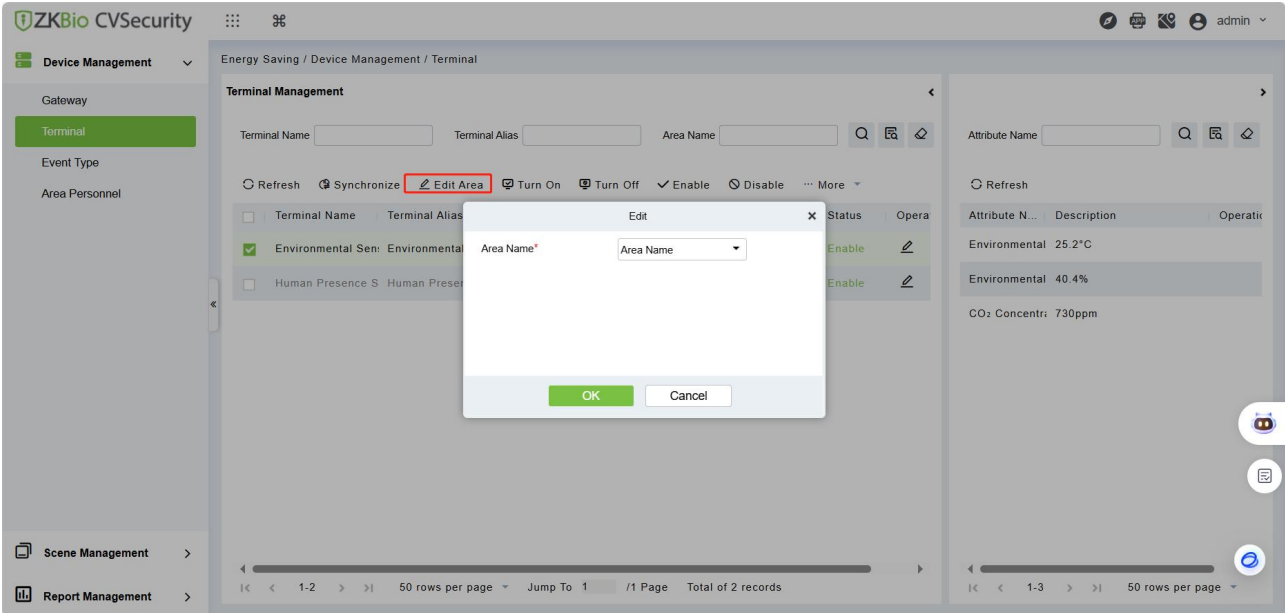 ZKBio CVSecurity
admin
Device Management
Gateway
Terminal
Event Type
Area Personnel
Scene Management
Report Management
Energy Saving / Device Management / Terminal
Terminal Management
Terminal Name Terminal Alias Area Name
Refresh Synchronize Edit Area Turn On Turn Off Enable Disable ··· More
Terminal Name Terminal Alias Status Opera
Environmental Sen Environmental Enable
Human Presence S Human Preser Enable
Edit
Area Name* Area Name
OK Cancel
1-2 50 rows per page Jump To 1 /1 Page Total of 2 records
Attribute Name
Refresh
Attribute N... Description Operatic
Environmental 25.2°C
Environmental 40.4%
CO₂ Concentr 730ppm
1-3 50 rows per page